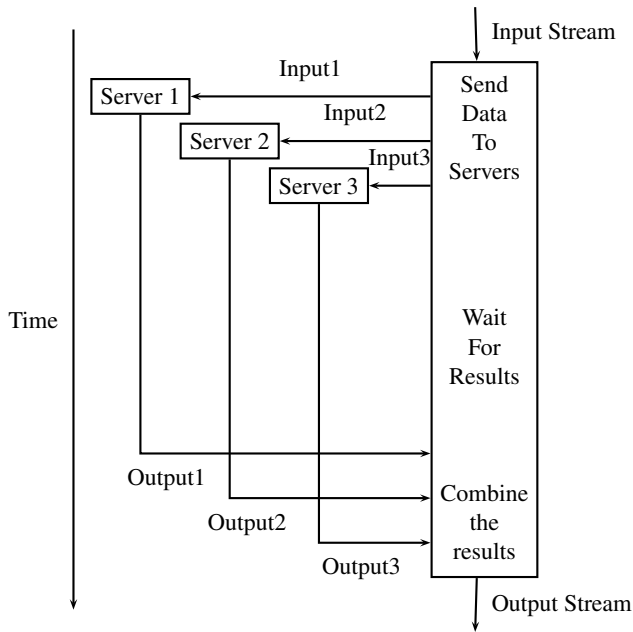 Input Stream
Input1
Send
Server 1
Data
Input2
To
Server 2
Input3
Servers
Server 3
Time
Wait
For
Results
Output1
Combine
Output2
the
results
Output3
Output Stream